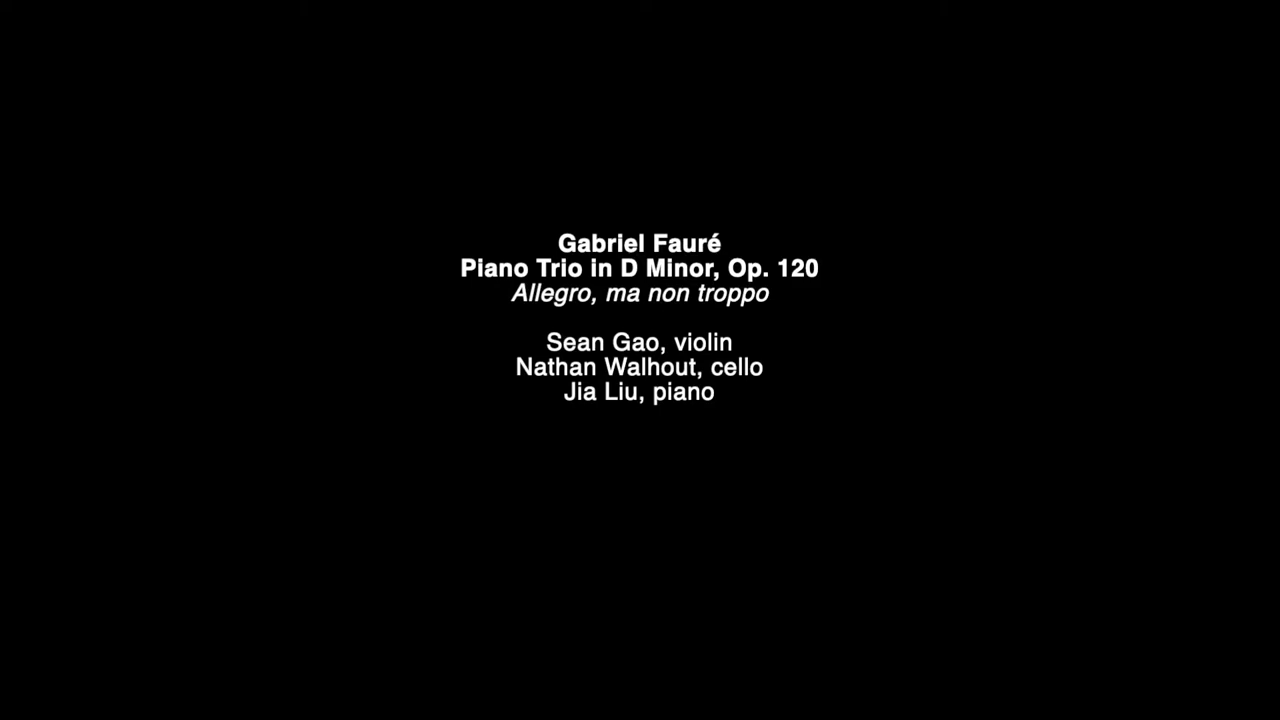 Gabriel Fauré
Piano Trio in D Minor, Op. 120
Allegro, ma non troppo
Sean Gao, violin
Nathan Walhout, cello
Jia Liu, piano